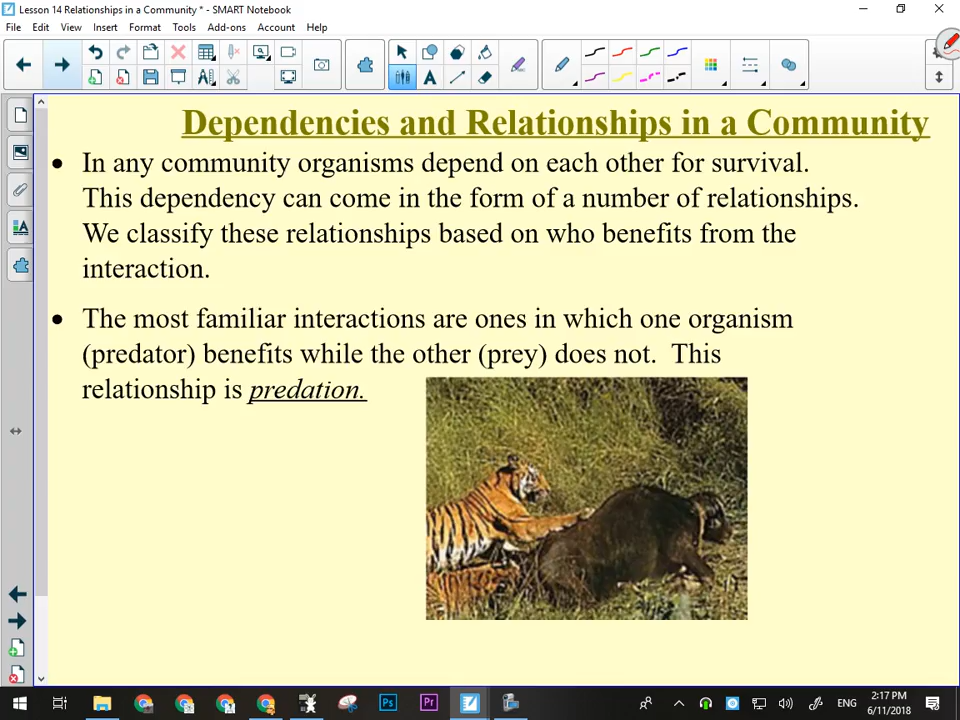 Lesson 14 Relationships in a Community * - SMART Notebook
File Edit View Insert Format Tools Add-ons Account Help
Dependencies and Relationships in a Community
• In any community organisms depend on each other for survival.
This dependency can come in the form of a number of relationships.
We classify these relationships based on who benefits from the
interaction.
• The most familiar interactions are ones in which one organism
(predator) benefits while the other (prey) does not. This
relationship is predation.
Ps Pr
ENG
2:17 PM
6/11/2018